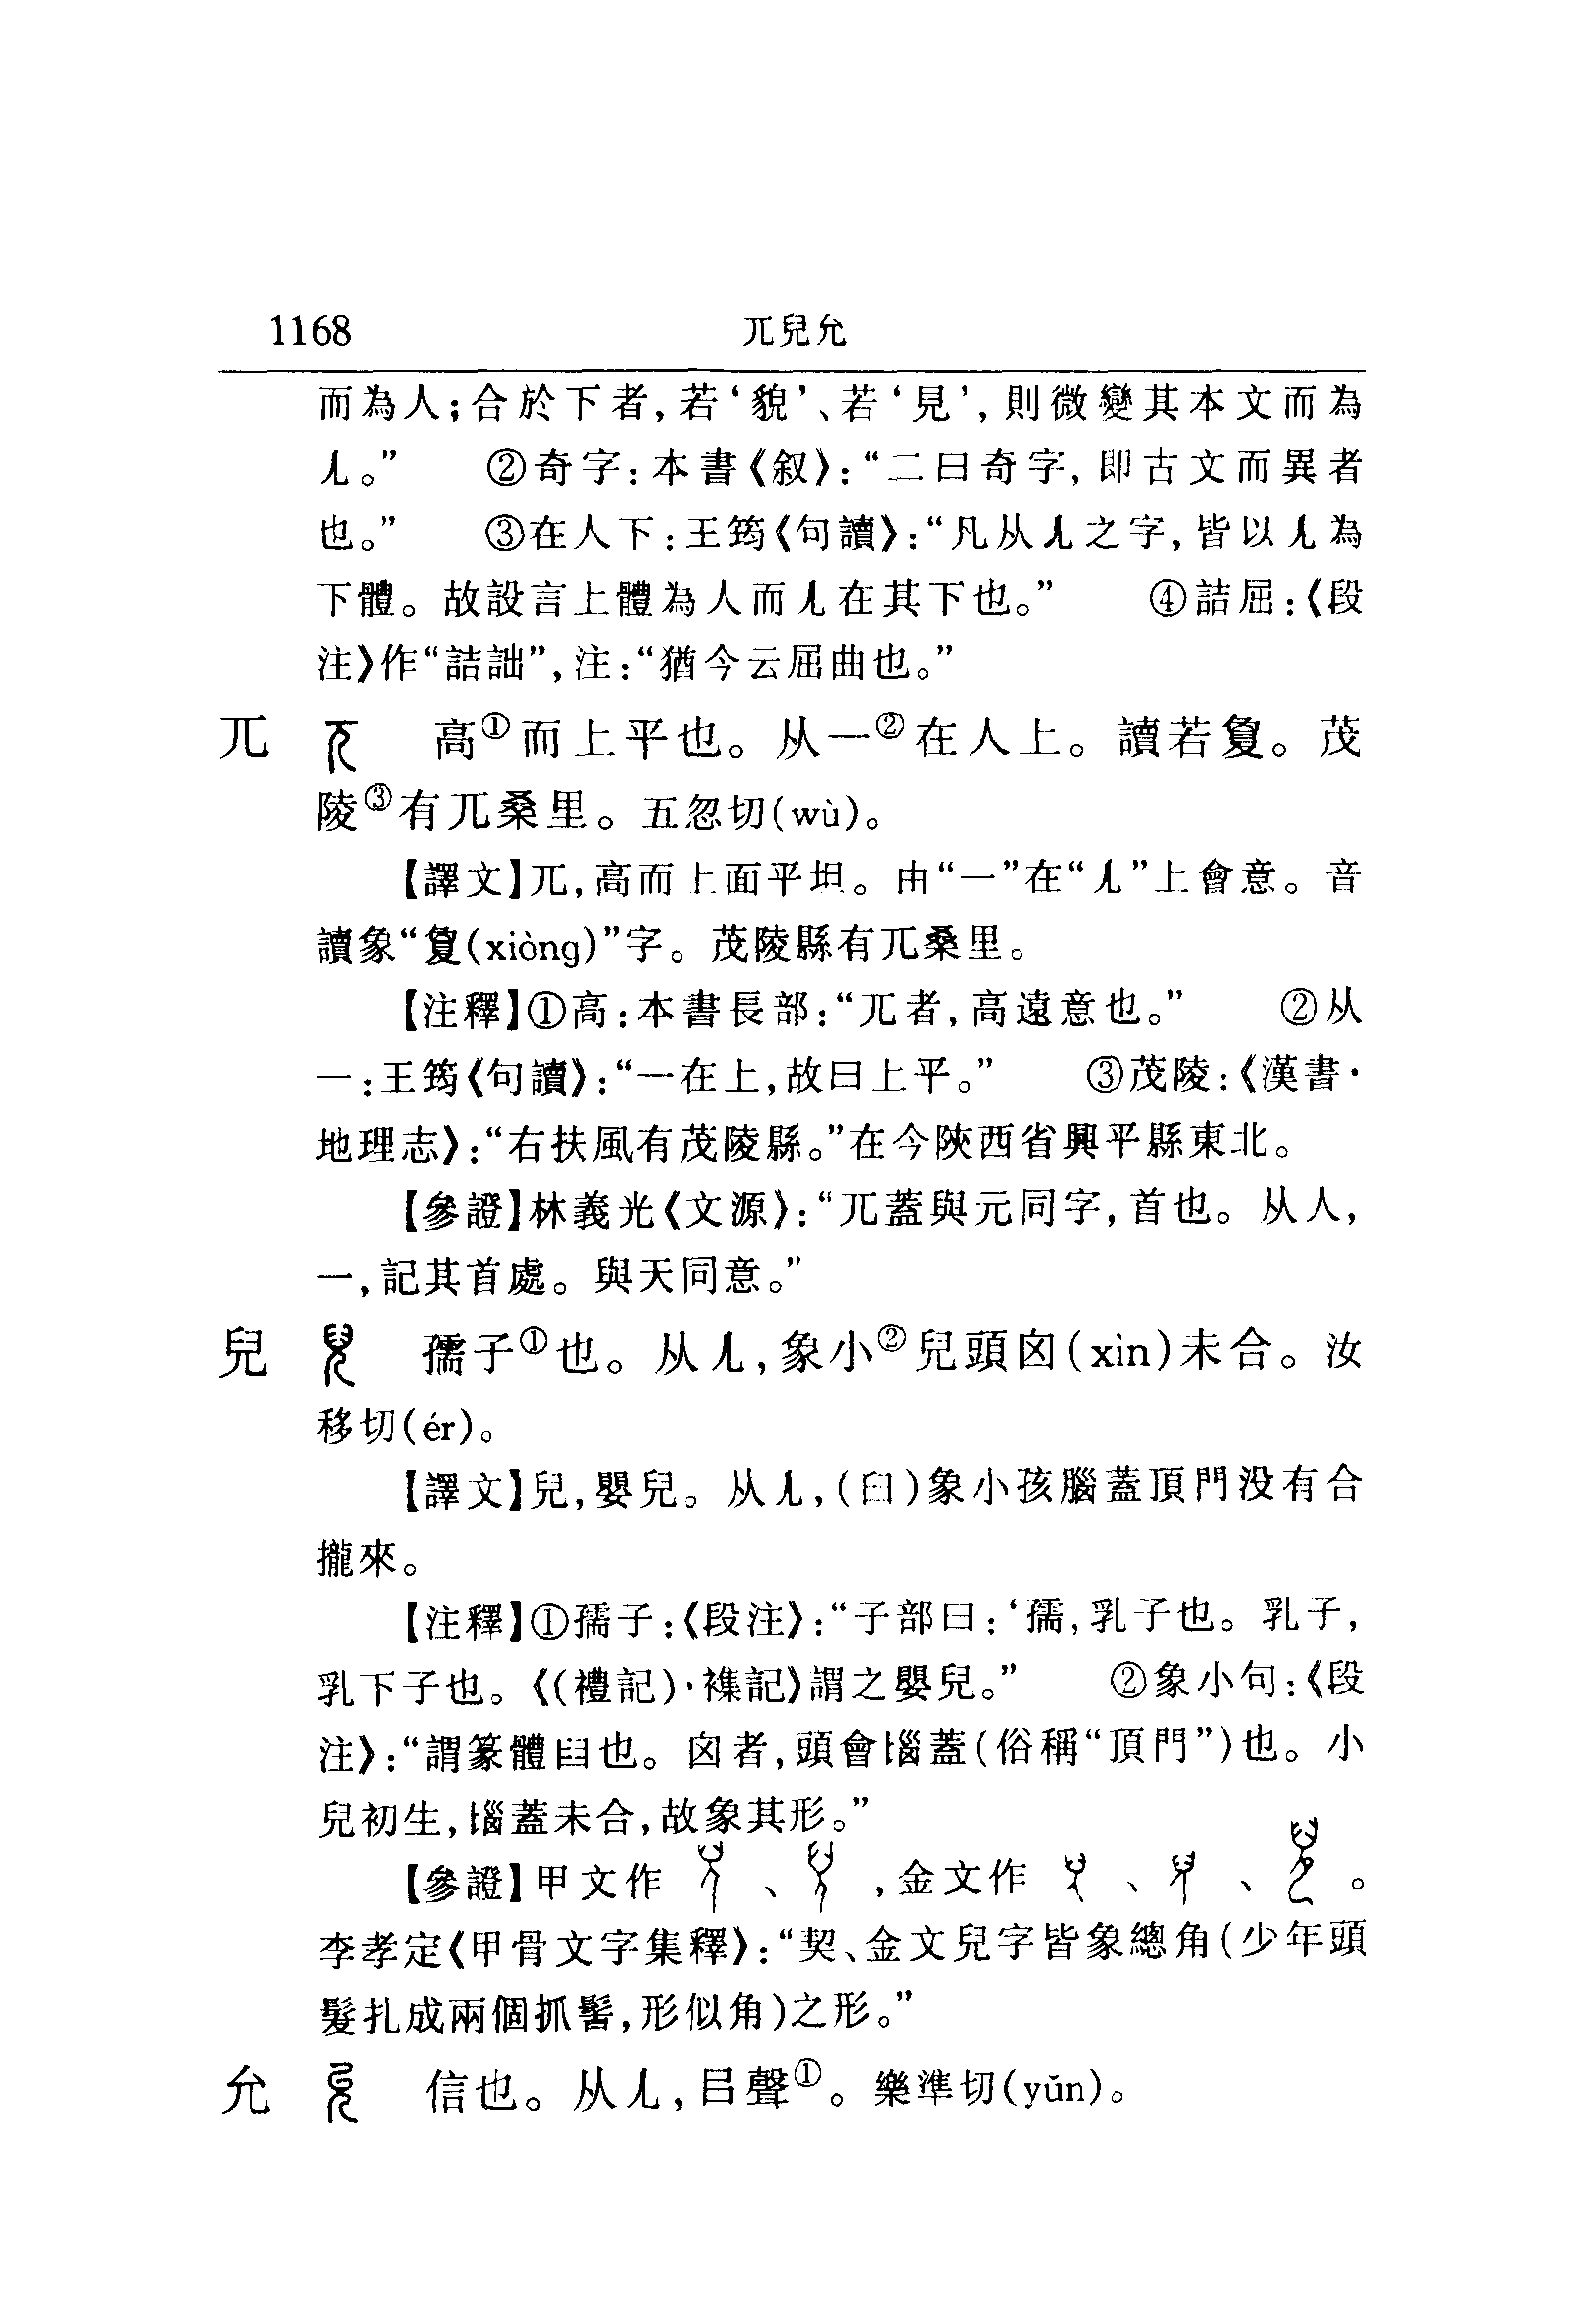 1168 兀兒允
而為人;合於下者,若‘貌’、若‘見’,則微變其本文而為
儿。” ②奇字:本書《叙》:“二曰奇字,即古文而異者
也。” ③在人下:王筠《句讀》:“凡从儿之字,皆以儿為
下體。故設言上體為人而儿在其下也。” ④詰屈:《段
注》作“詰詘”,注:“猶今云屈曲也。”
兀 高①而上平也。从一②在人上。讀若敻。茂
陵③有兀桑里。五忽切(wù)。
【譯文】兀,高而上面平坦。由“一”在“儿”上會意。音
讀象“敻(xiòng)”字。茂陵縣有兀桑里。
【注釋】①高:本書長部:“兀者,高遠意也。” ②从
一:王筠《句讀》:“一在上,故曰上平。” ③茂陵:《漢書·
地理志》:“右扶風有茂陵縣。”在今陝西省興平縣東北。
【參證】林義光《文源》:“兀蓋與元同字,首也。从人,
一,記其首處。與天同意。”
兒 孺子①也。从儿,象小②兒頭囟(xìn)未合。汝
移切(ér)。
【譯文】兒,嬰兒。从儿,(臼)象小孩腦蓋頂門没有合
攏來。
【注釋】①孺子:《段注》:“子部曰:‘孺,乳子也。乳子,
乳下子也。《(禮記)·襍記》謂之嬰兒。” ②象小句:《段
注》:“謂篆體臼也。囟者,頭會𡿺蓋(俗稱“頂門”)也。小
兒初生,𡿺蓋未合,故象其形。”
【參證】甲文作 、 ,金文作 、 、 。
李孝定《甲骨文字集釋》:“契、金文兒字皆象總角(少年頭
髮扎成兩個抓髻,形似角)之形。”
允 信也。从儿,㠯聲①。樂準切(yǔn)。